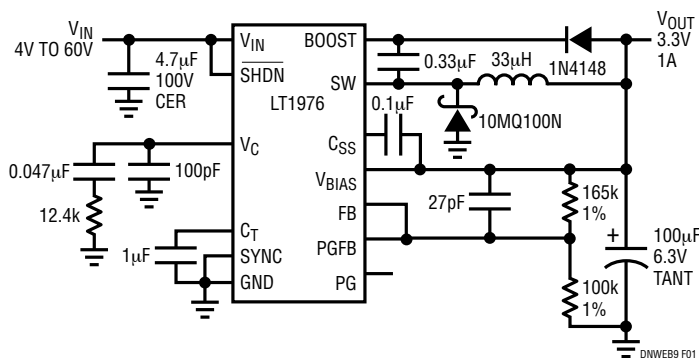 VIN
4V TO 60V
4.7µF
100V
CER
VIN
SHDN
LT1976
BOOST
SW
0.33µF
33µH
1N4148
VOUT
3.3V
1A
10MQ100N
0.1µF
CSS
VC
0.047µF
100pF
12.4k
VBIAS
FB
PGFB
PG
27pF
165k
1%
100k
1%
+
100µF
6.3V
TANT
CT
1µF
SYNC
GND
DNWEB9 F01